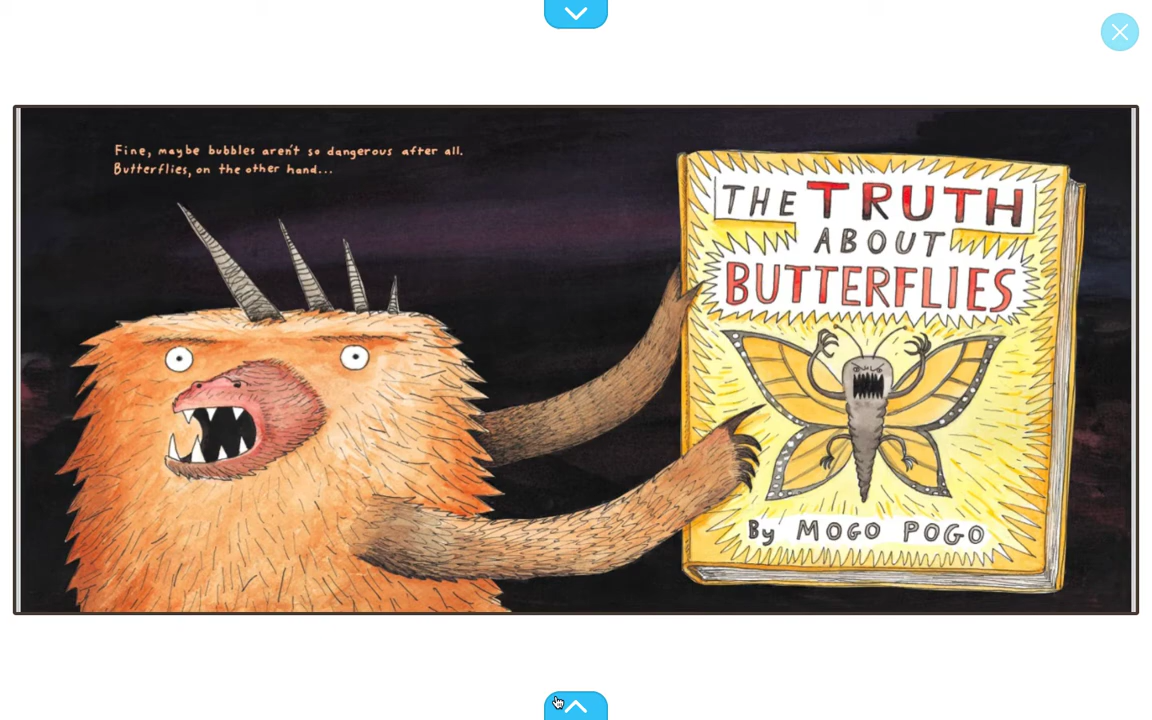 Fine, maybe bubbles aren't so dangerous after all.
Butterflies, on the other hand...
THE TRUTH
ABOUT
BUTTERFLIES
By MOGO POGO